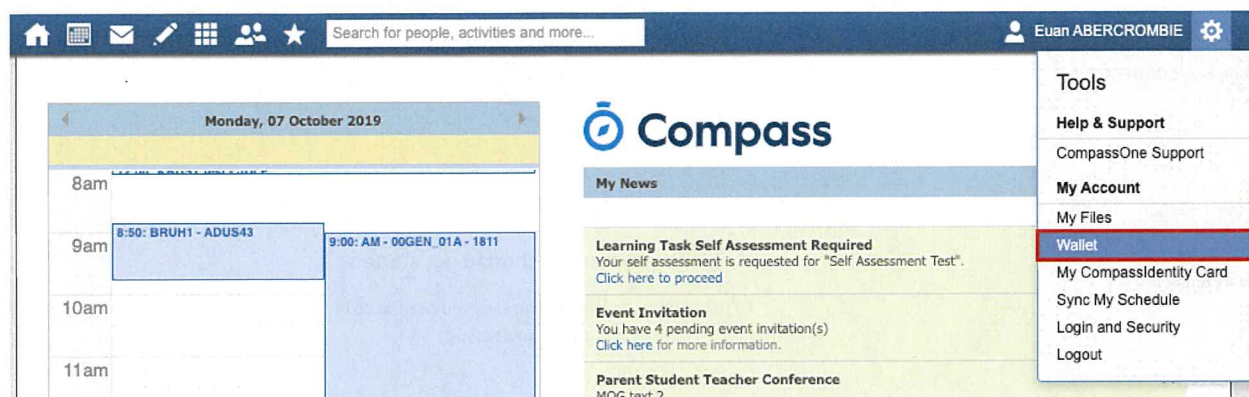 Search for people, activities and more...
Euan ABERCROMBIE
Monday, 07 October 2019
8am
8:50: BRUH1 - ADUS43
9am
9:00: AM - 00GEN_01A - 1811
10am
11am
Compass
My News
Learning Task Self Assessment Required
Your self assessment is requested for "Self Assessment Test".
Click here to proceed
Event Invitation
You have 4 pending event invitation(s)
Click here for more information.
Parent Student Teacher Conference
MOG text 2
Tools
Help & Support
CompassOne Support
My Account
My Files
Wallet
My CompassIdentity Card
Sync My Schedule
Login and Security
Logout